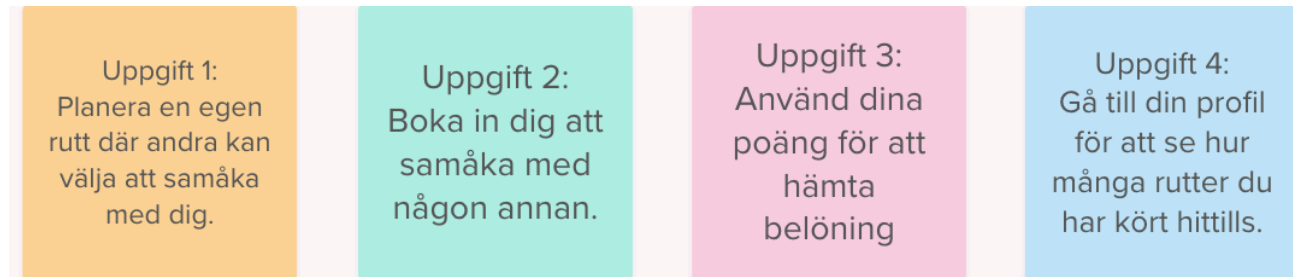 Uppgift 1:
Planera en egen
rutt där andra kan
välja att samåka
med dig.
Uppgift 2:
Boka in dig att
samåka med
någon annan.
Uppgift 3:
Använd dina
poäng för att
hämta
belöning
Uppgift 4:
Gå till din profil
för att se hur
många rutter du
har kört hittills.